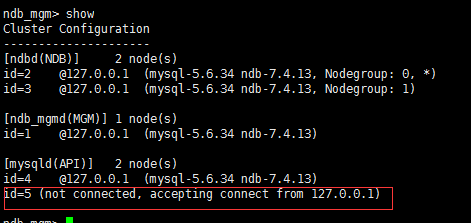 ndb_mgm> show
Cluster Configuration
---------------------
[ndbd(NDB)]     2 node(s)
id=2    @127.0.0.1  (mysql-5.6.34 ndb-7.4.13, Nodegroup: 0, *)
id=3    @127.0.0.1  (mysql-5.6.34 ndb-7.4.13, Nodegroup: 1)
[ndb_mgmd(MGM)] 1 node(s)
id=1    @127.0.0.1  (mysql-5.6.34 ndb-7.4.13)
[mysqld(API)]   2 node(s)
id=4    @127.0.0.1  (mysql-5.6.34 ndb-7.4.13)
id=5 (not connected, accepting connect from 127.0.0.1)
ndb_mgm>